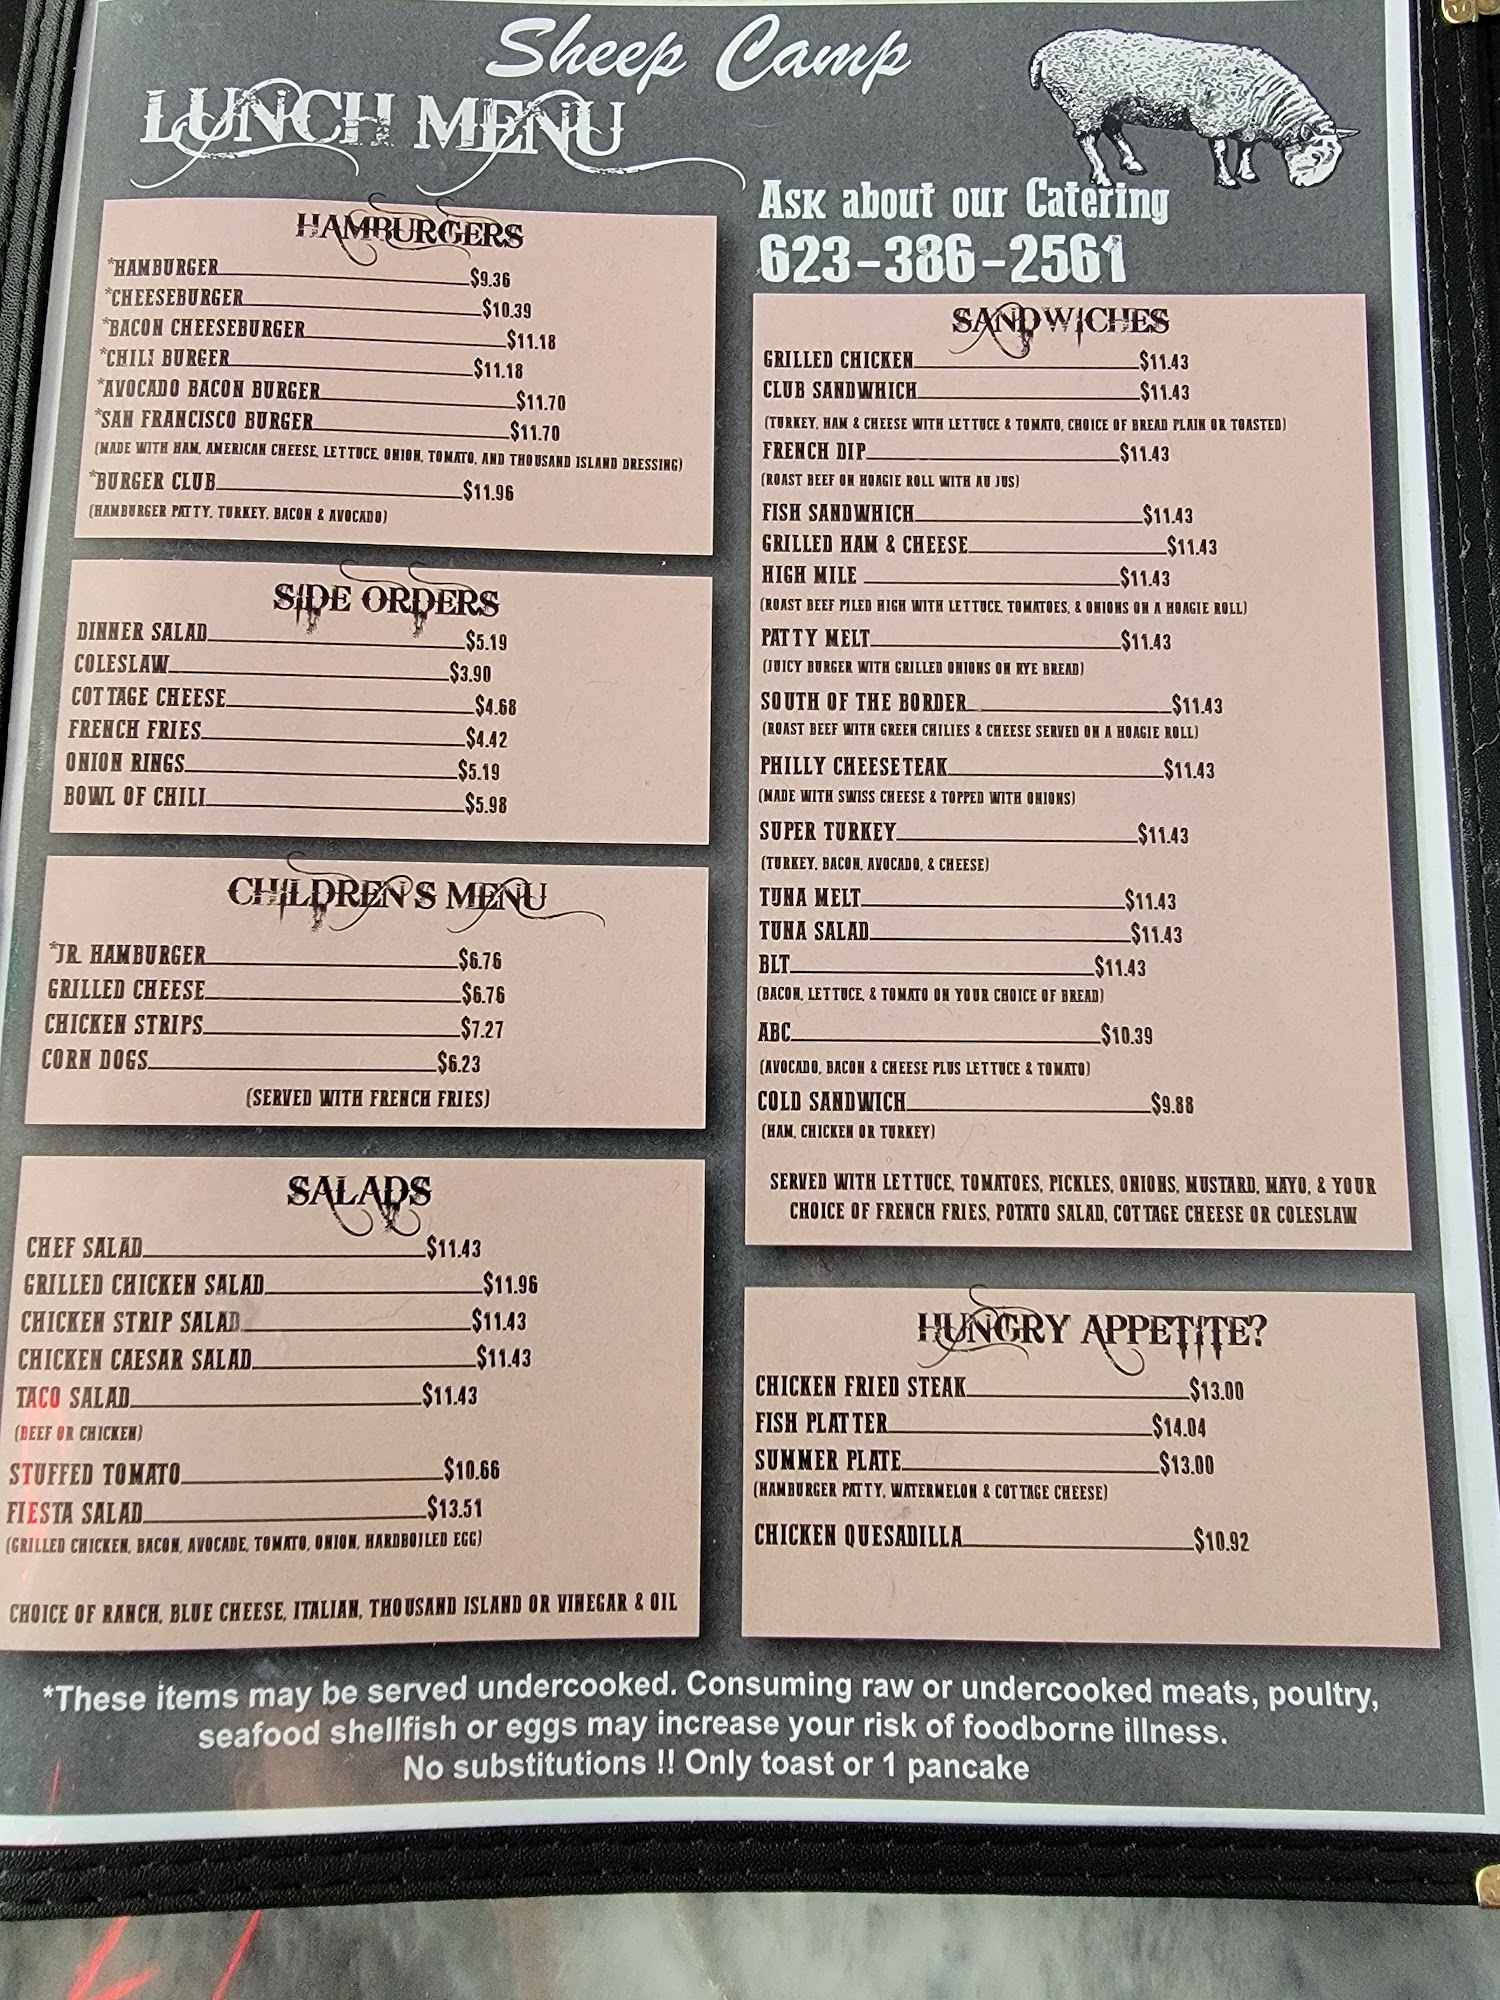 Sheep Camp
LUNCH MENU
Ask about our Catering
623-386-2561
HAMBURGERS
*HAMBURGER $9.36
*CHEESEBURGER $10.39
*BACON CHEESEBURGER $11.18
*CHILI BURGER $11.18
*AVOCADO BACON BURGER $11.70
*SAN FRANCISCO BURGER $11.70
(MADE WITH HAM, AMERICAN CHEESE, LETTUCE, ONION, TOMATO, AND THOUSAND ISLAND DRESSING)
*BURGER CLUB $11.96
(HAMBURGER PATTY, TURKEY, BACON & AVOCADO)
SIDE ORDERS
DINNER SALAD $5.19
COLESLAW $3.90
COTTAGE CHEESE $4.68
FRENCH FRIES $4.42
ONION RINGS $5.19
BOWL OF CHILI $5.98
CHILDREN'S MENU
*JR. HAMBURGER $6.76
GRILLED CHEESE $6.76
CHICKEN STRIPS $7.27
CORN DOGS $6.23
(SERVED WITH FRENCH FRIES)
SALADS
CHEF SALAD $11.43
GRILLED CHICKEN SALAD $11.96
CHICKEN STRIP SALAD $11.43
CHICKEN CAESAR SALAD $11.43
TACO SALAD $11.43
(BEEF OR CHICKEN)
STUFFED TOMATO $10.66
FIESTA SALAD $13.51
(GRILLED CHICKEN, BACON, AVOCADE, TOMATO, ONION, HARDBOILED EGG)
CHOICE OF RANCH, BLUE CHEESE, ITALIAN, THOUSAND ISLAND OR VINEGAR & OIL
SANDWICHES
GRILLED CHICKEN $11.43
CLUB SANDWHICH $11.43
(TURKEY, HAM & CHEESE WITH LETTUCE & TOMATO, CHOICE OF BREAD PLAIN OR TOASTED)
FRENCH DIP $11.43
(ROAST BEEF ON HOAGIE ROLL WITH AU JUS)
FISH SANDWHICH $11.43
GRILLED HAM & CHEESE $11.43
HIGH MILE $11.43
(ROAST BEEF PILED HIGH WITH LETTUCE, TOMATOES, & ONIONS ON A HOAGIE ROLL)
PATTY MELT $11.43
(JUICY BURGER WITH GRILLED ONIONS ON RYE BREAD)
SOUTH OF THE BORDER $11.43
(ROAST BEEF WITH GREEN CHILIES & CHEESE SERVED ON A HOAGIE ROLL)
PHILLY CHEESETEAK $11.43
(MADE WITH SWISS CHEESE & TOPPED WITH ONIONS)
SUPER TURKEY $11.43
(TURKEY, BACON, AVOCADO, & CHEESE)
TUNA MELT $11.43
TUNA SALAD $11.43
BLT $11.43
(BACON, LETTUCE, & TOMATO ON YOUR CHOICE OF BREAD)
ABC $10.39
(AVOCADO, BACON & CHEESE PLUS LETTUCE & TOMATO)
COLD SANDWICH $9.88
(HAM, CHICKEN OR TURKEY)
SERVED WITH LETTUCE, TOMATOES, PICKLES, ONIONS, MUSTARD, MAYO, & YOUR
CHOICE OF FRENCH FRIES, POTATO SALAD, COTTAGE CHEESE OR COLESLAW
HUNGRY APPETITE?
CHICKEN FRIED STEAK $13.00
FISH PLATTER $14.04
SUMMER PLATE $13.00
(HAMBURGER PATTY, WATERMELON & COTTAGE CHEESE)
CHICKEN QUESADILLA $10.92
*These items may be served undercooked. Consuming raw or undercooked meats, poultry,
seafood shellfish or eggs may increase your risk of foodborne illness.
No substitutions !! Only toast or 1 pancake